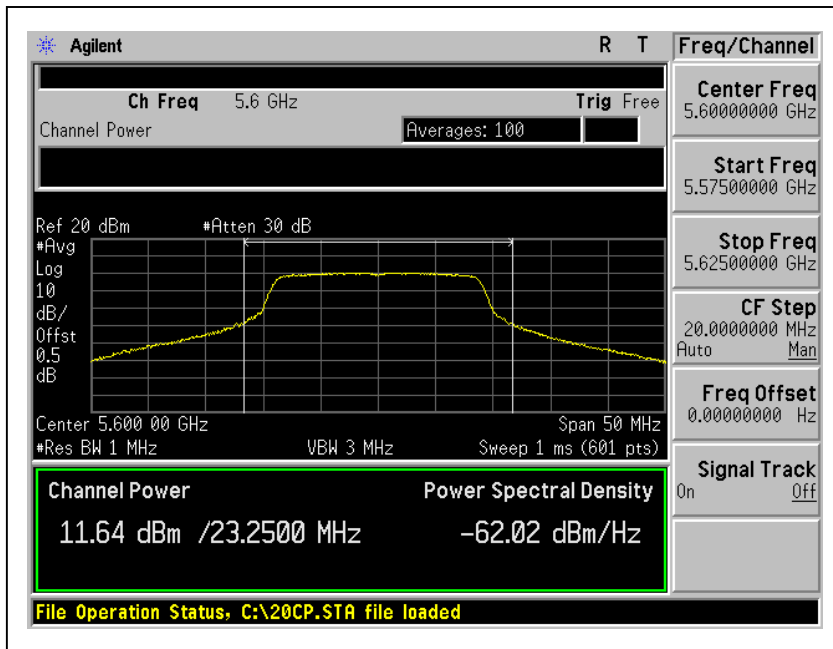 Agilent R T Freq/Channel
Ch Freq 5.6 GHz Trig Free
Channel Power Averages: 100
Ref 20 dBm #Atten 30 dB
#Avg
Log
10
dB/
Offst
0.5
dB
Center 5.600 00 GHz Span 50 MHz
#Res BW 1 MHz VBW 3 MHz Sweep 1 ms (601 pts)
Channel Power Power Spectral Density
11.64 dBm /23.2500 MHz -62.02 dBm/Hz
File Operation Status, C:\20CP.STA file loaded
Center Freq
5.60000000 GHz
Start Freq
5.57500000 GHz
Stop Freq
5.62500000 GHz
CF Step
20.0000000 MHz
Auto Man
Freq Offset
0.00000000 Hz
Signal Track
On Off